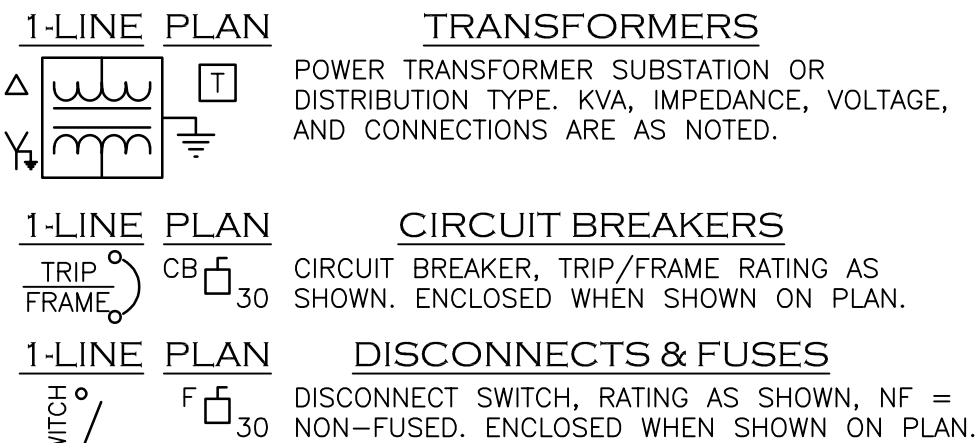 1-LINE PLAN TRANSFORMERS
T POWER TRANSFORMER SUBSTATION OR
DISTRIBUTION TYPE. KVA, IMPEDANCE, VOLTAGE,
AND CONNECTIONS ARE AS NOTED.
1-LINE PLAN CIRCUIT BREAKERS
TRIP CB CIRCUIT BREAKER, TRIP/FRAME RATING AS
FRAME 30 SHOWN. ENCLOSED WHEN SHOWN ON PLAN.
1-LINE PLAN DISCONNECTS & FUSES
F DISCONNECT SWITCH, RATING AS SHOWN, NF =
30 NON-FUSED. ENCLOSED WHEN SHOWN ON PLAN.